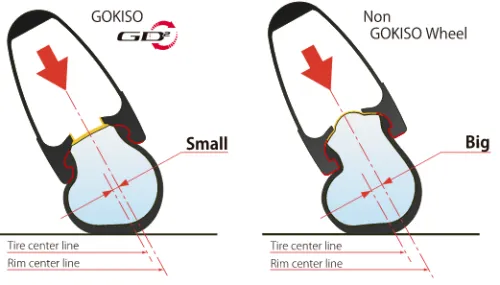 GOKISO
GD²
Small
Tire center line
Rim center line
Non
GOKISO Wheel
Big
Tire center line
Rim center line